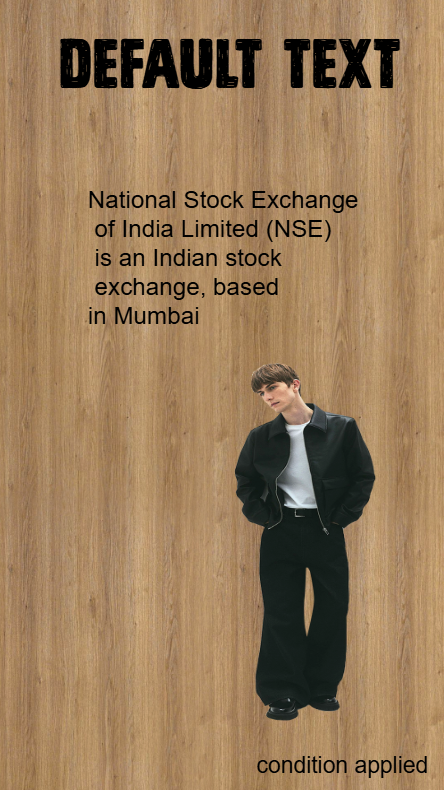 DEFAULT TEXT
National Stock Exchange
of India Limited (NSE)
is an Indian stock
exchange, based
in Mumbai
condition applied